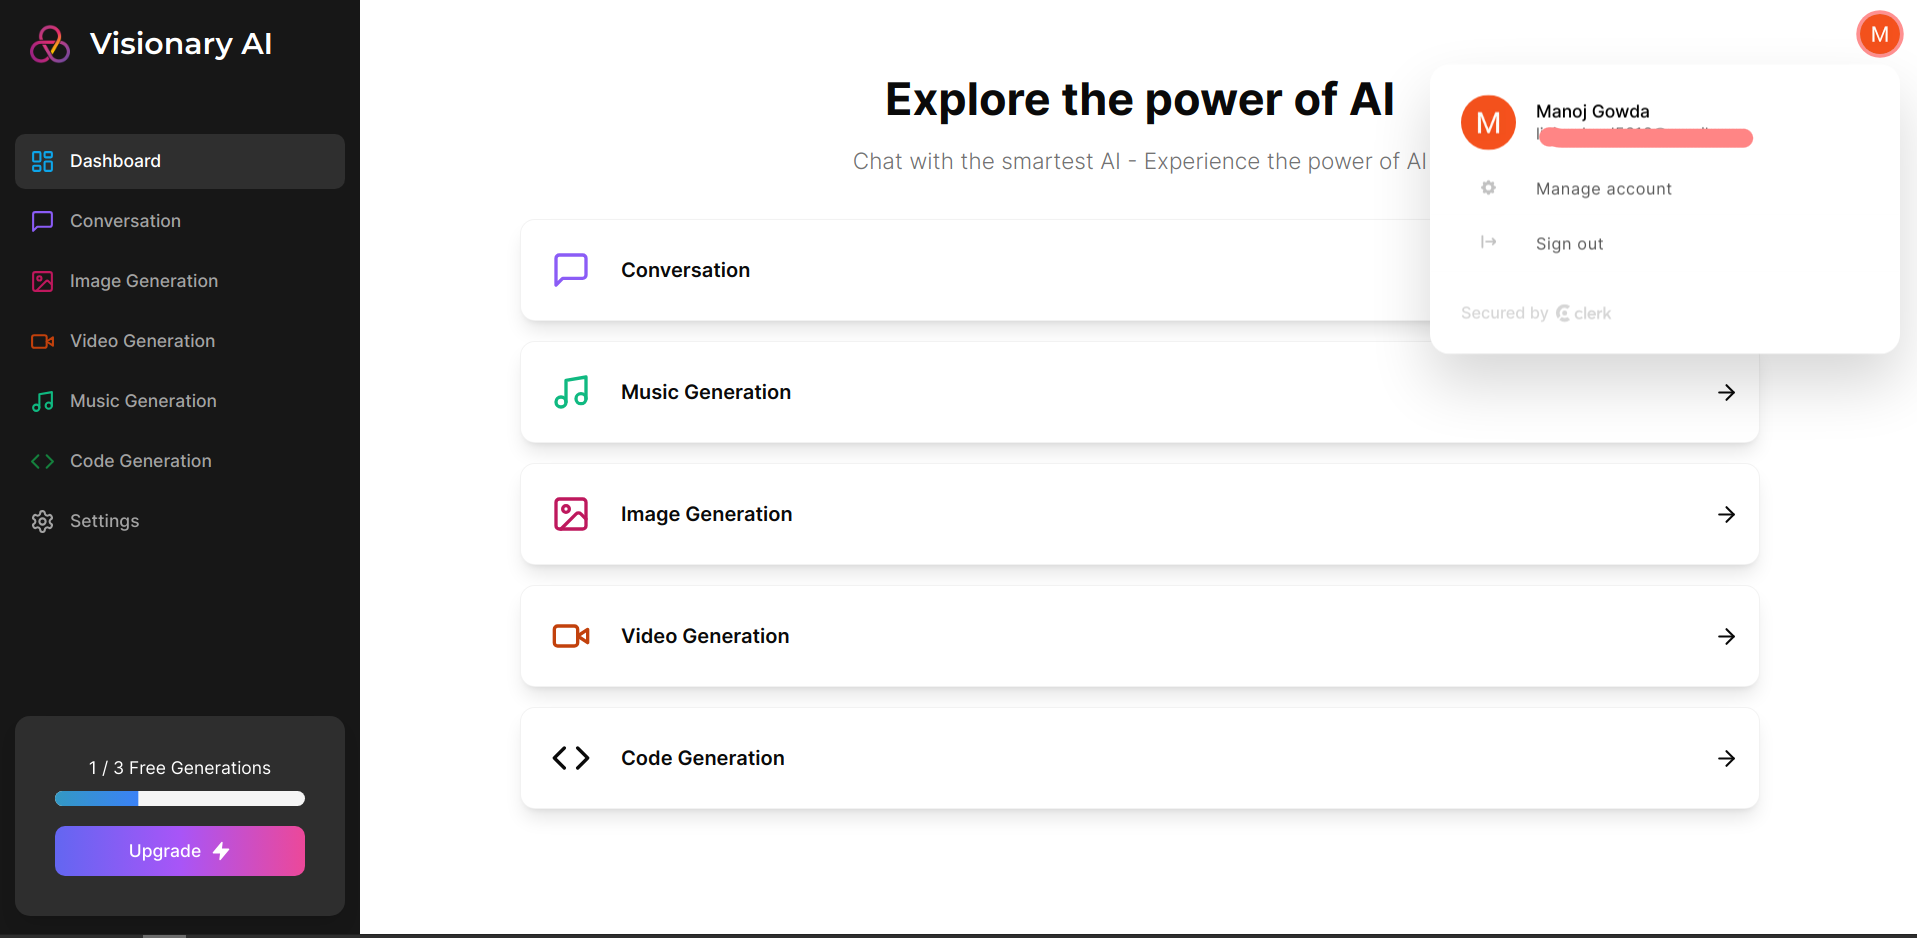 Visionary AI
Dashboard
Conversation
Image Generation
Video Generation
Music Generation
Code Generation
Settings
1 / 3 Free Generations
Upgrade
M
Explore the power of AI
Chat with the smartest AI - Experience the power of AI
Conversation
Music Generation
Image Generation
Video Generation
Code Generation
M
Manoj Gowda
Manage account
Sign out
Secured by clerk